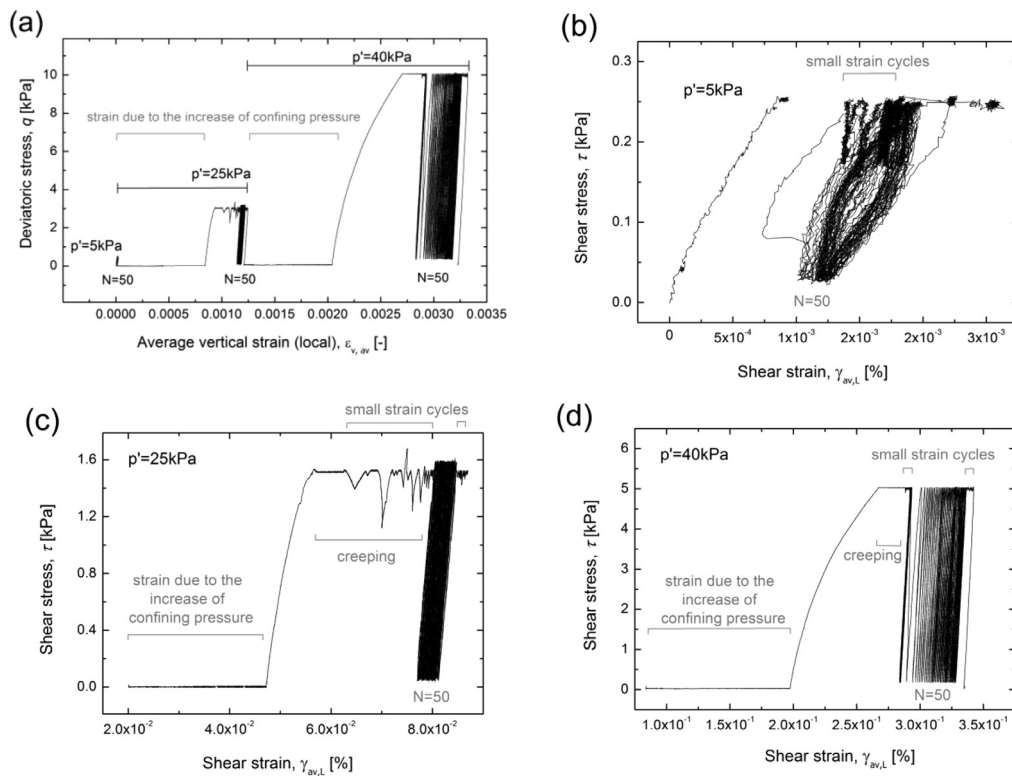 (a)
p'=40kPa
strain due to the increase of confining pressure
p'=25kPa
p'=5kPa
N=50
N=50
N=50
10
8
6
4
2
0
Deviatoric stress, q [kPa]
0.0000
0.0005
0.0010
0.0015
0.0020
0.0025
0.0030
0.0035
Average vertical strain (local), εv, av [-]
(b)
small strain cycles
p'=5kPa
0.3
0.2
0.1
0.0
Shear stress, τ [kPa]
N=50
0
5x10-4
1x10-3
2x10-3
2x10-3
3x10-3
Shear strain, γav,L [%]
(c)
small strain cycles
p'=25kPa
1.6
1.2
0.8
0.4
0.0
Shear stress, τ [kPa]
creeping
strain due to the
increase of
confining pressure
N=50
2.0x10-2
4.0x10-2
6.0x10-2
8.0x10-2
Shear strain, γav,L [%]
(d)
p'=40kPa
small strain cycles
6
5
4
3
2
1
0
Shear stress, τ [kPa]
creeping
strain due to the
increase of
confining pressure
N=50
1.0x10-1
1.5x10-1
2.0x10-1
2.5x10-1
3.0x10-1
3.5x10-1
Shear strain, γav,L [%]